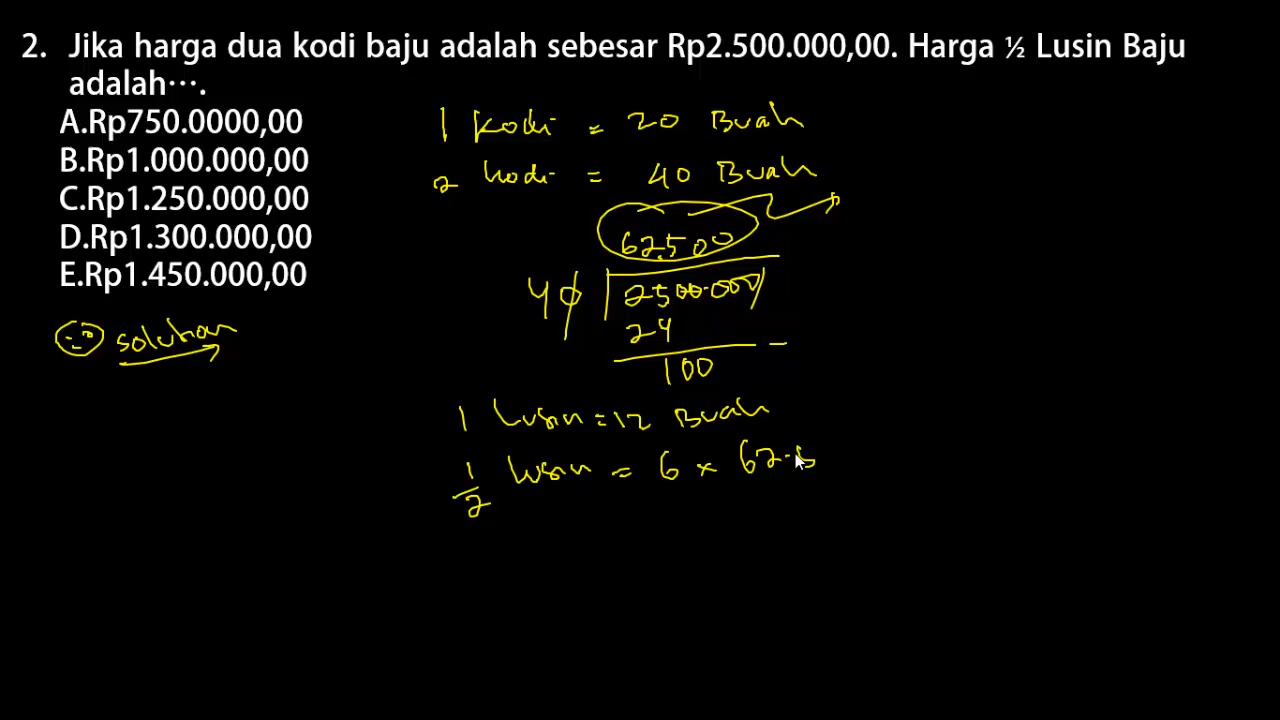 2. Jika harga dua kodi baju adalah sebesar Rp2.500.000,00. Harga ½ Lusin Baju
adalah….
A.Rp750.0000,00
B.Rp1.000.000,00
C.Rp1.250.000,00
D.Rp1.300.000,00
E.Rp1.450.000,00
solution
1 kodi = 20 Buah
2 kodi = 40 Buah
62.500
40 2500.000
24
100
1 Lusin = 12 Buah
1/2 lusin = 6 × 62.5